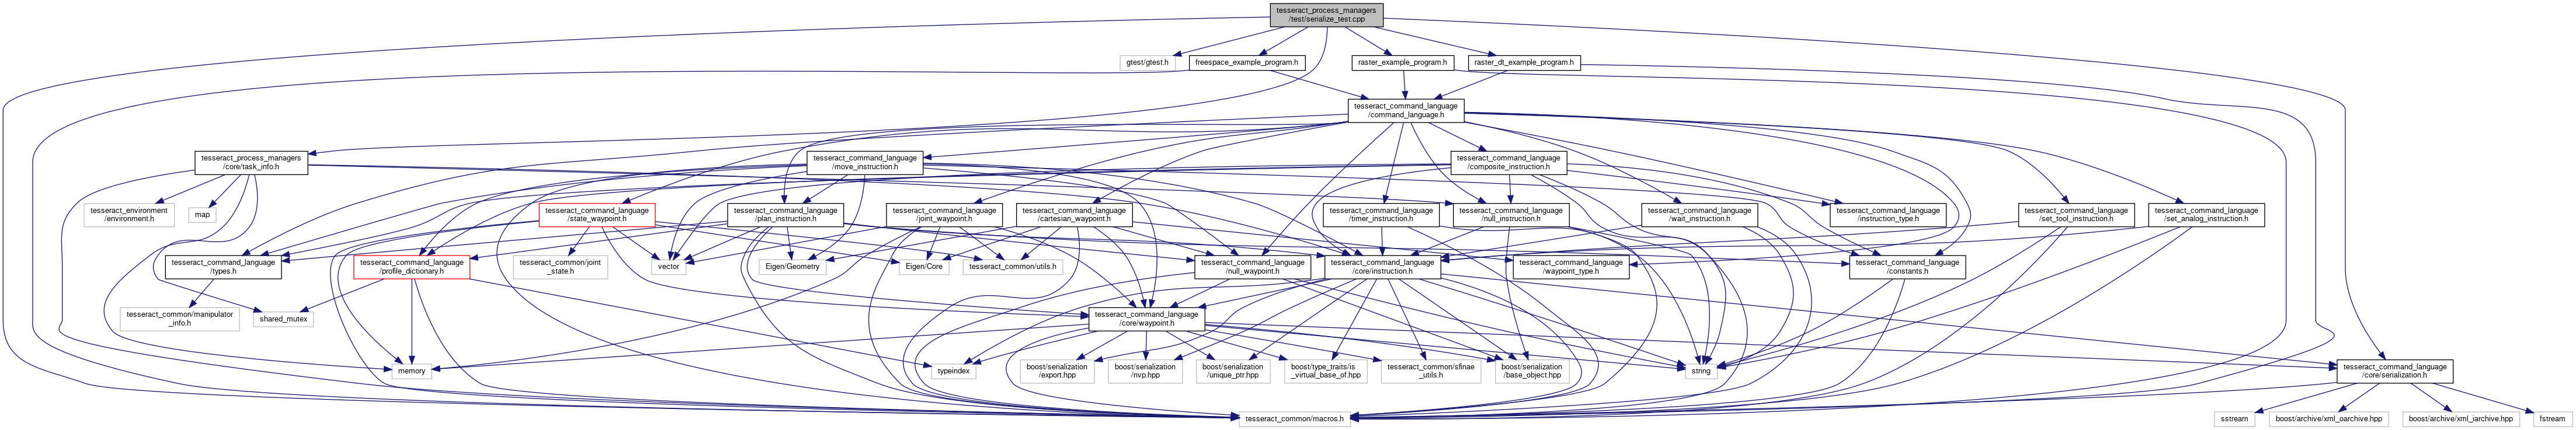 tesseract_process_managers
/test/serialize_test.cpp
gtest/gtest.h
freespace_example_program.h
raster_example_program.h
raster_dt_example_program.h
tesseract_command_language
/command_language.h
tesseract_process_managers
/core/task_info.h
tesseract_command_language
/move_instruction.h
tesseract_command_language
/composite_instruction.h
tesseract_environment
/environment.h
map
tesseract_command_language
/state_waypoint.h
tesseract_command_language
/plan_instruction.h
tesseract_command_language
/joint_waypoint.h
tesseract_command_language
/cartesian_waypoint.h
tesseract_command_language
/timer_instruction.h
tesseract_command_language
/null_instruction.h
tesseract_command_language
/wait_instruction.h
tesseract_command_language
/instruction_type.h
tesseract_command_language
/set_tool_instruction.h
tesseract_command_language
/set_analog_instruction.h
tesseract_command_language
/types.h
tesseract_command_language
/profile_dictionary.h
tesseract_common/joint
_state.h
vector
Eigen/Geometry
Eigen/Core
tesseract_common/utils.h
tesseract_command_language
/null_waypoint.h
tesseract_command_language
/core/instruction.h
tesseract_command_language
/waypoint_type.h
tesseract_command_language
/constants.h
tesseract_common/manipulator
_info.h
shared_mutex
tesseract_command_language
/core/waypoint.h
memory
typeindex
boost/serialization
/export.hpp
boost/serialization
/nvp.hpp
boost/serialization
/unique_ptr.hpp
boost/type_traits/is
_virtual_base_of.hpp
tesseract_common/sfinae
_utils.h
boost/serialization
/base_object.hpp
string
tesseract_command_language
/core/serialization.h
tesseract_common/macros.h
sstream
boost/archive/xml_oarchive.hpp
boost/archive/xml_iarchive.hpp
fstream